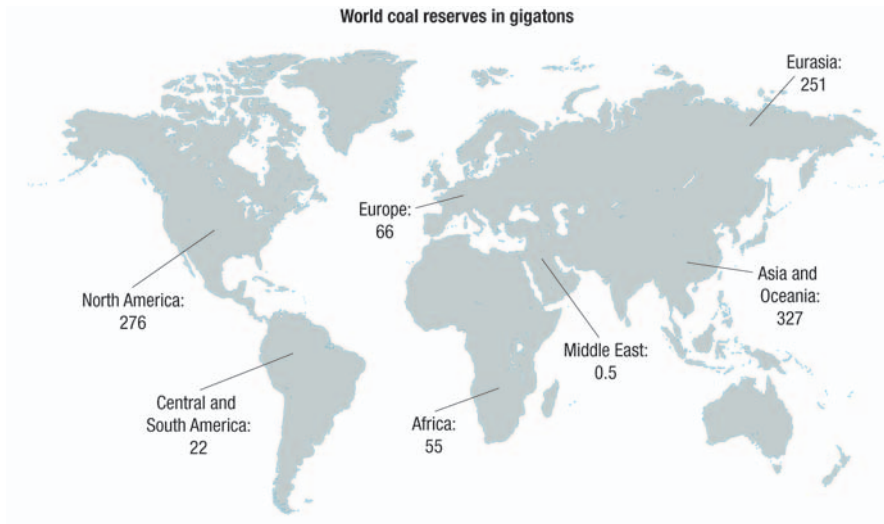 World coal reserves in gigatons
Eurasia:
251
Europe:
66
North America:
276
Asia and
Oceania:
327
Middle East:
0.5
Central and
South America:
22
Africa:
55